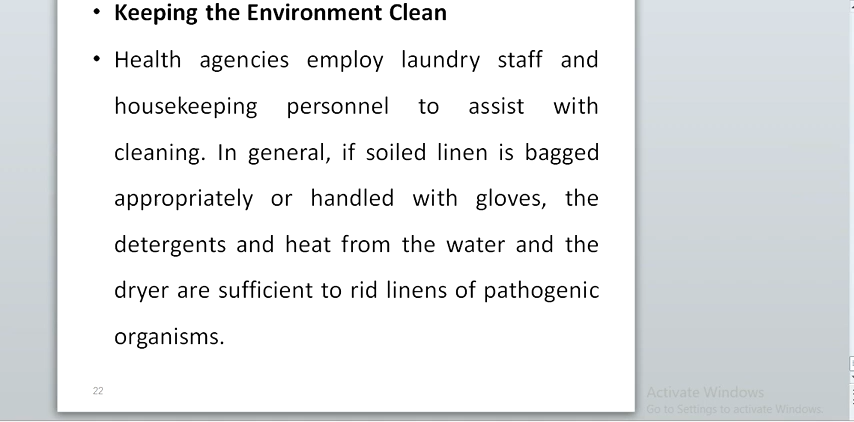 • Keeping the Environment Clean
• Health agencies employ laundry staff and
housekeeping personnel to assist with
cleaning. In general, if soiled linen is bagged
appropriately or handled with gloves, the
detergents and heat from the water and the
dryer are sufficient to rid linens of pathogenic
organisms.
22
Activate Windows
Go to Settings to activate Windows.